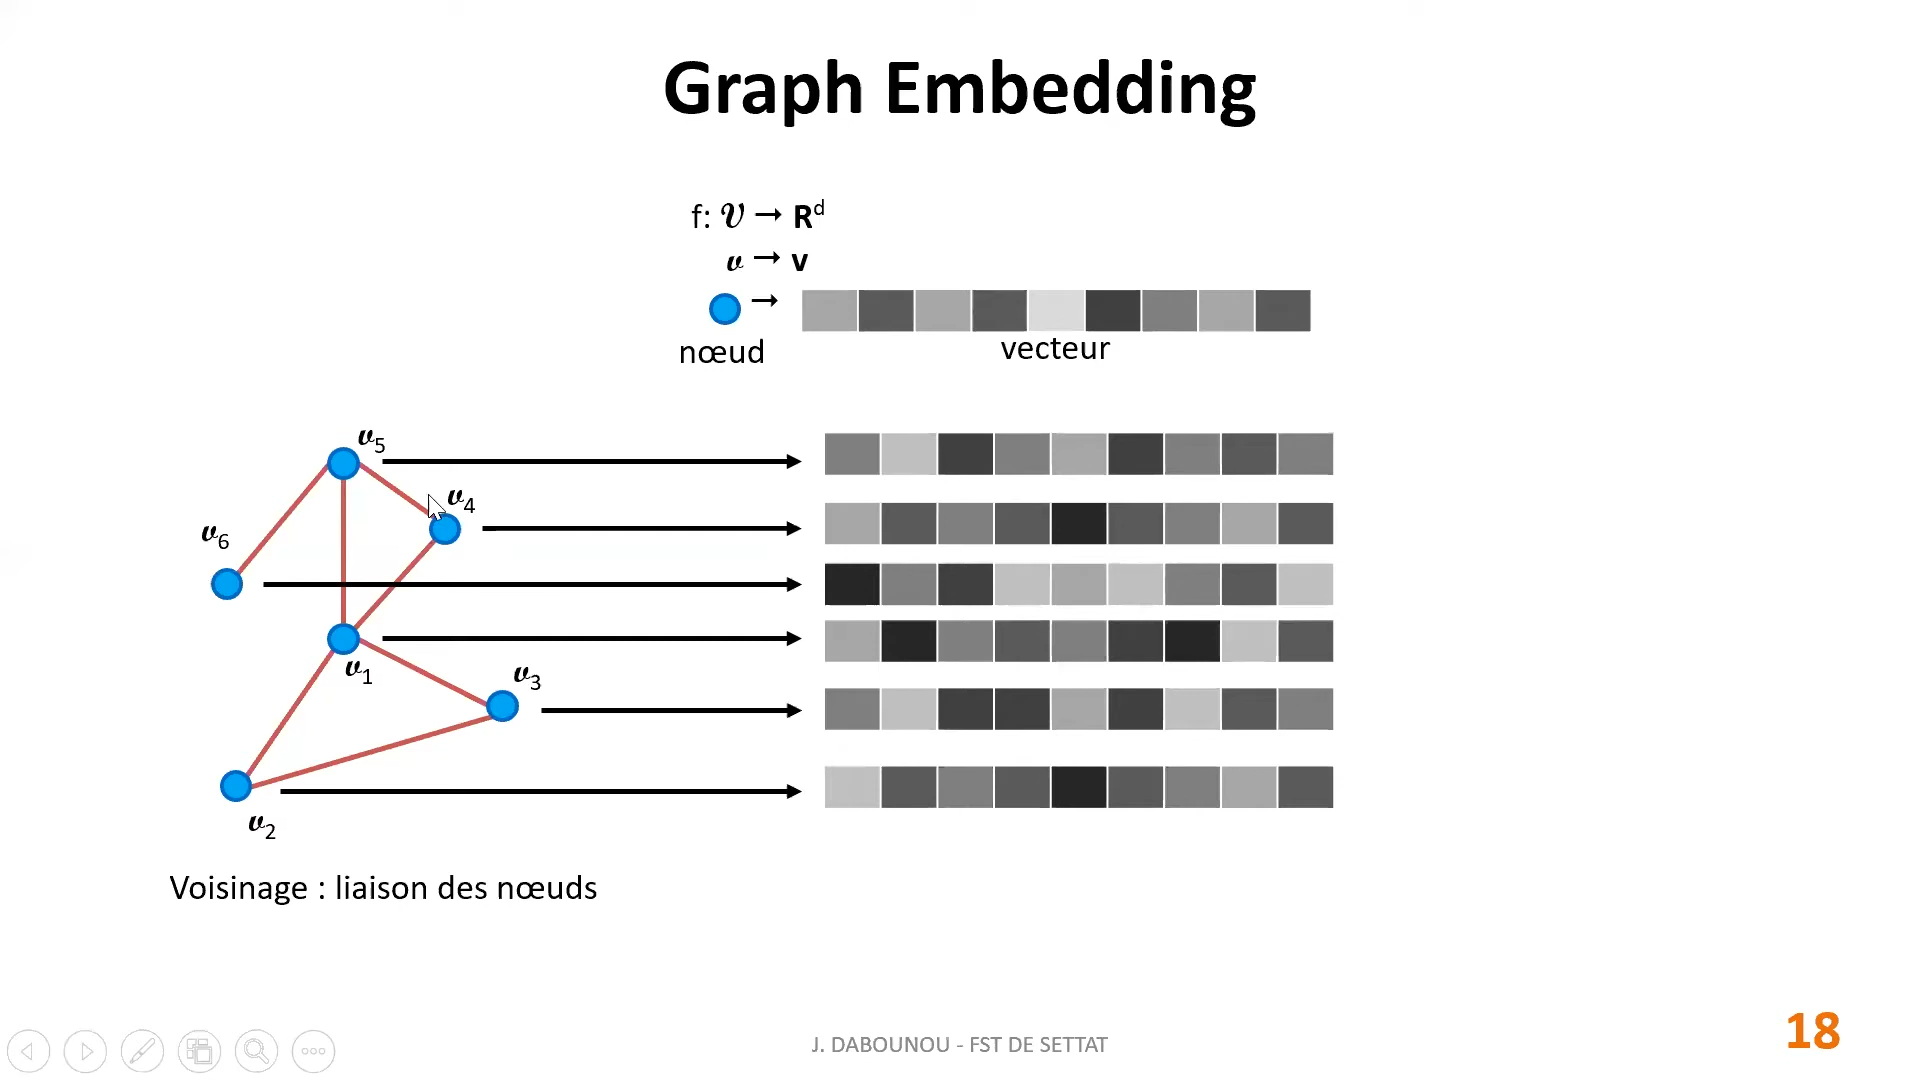 Graph Embedding
f: 𝒱 → R^d
𝓋 → v
→
nœud
vecteur
𝓋5
𝓋4
𝓋6
𝓋1
𝓋3
𝓋2
Voisinage : liaison des nœuds
J. DABOUNOU - FST DE SETTAT
18